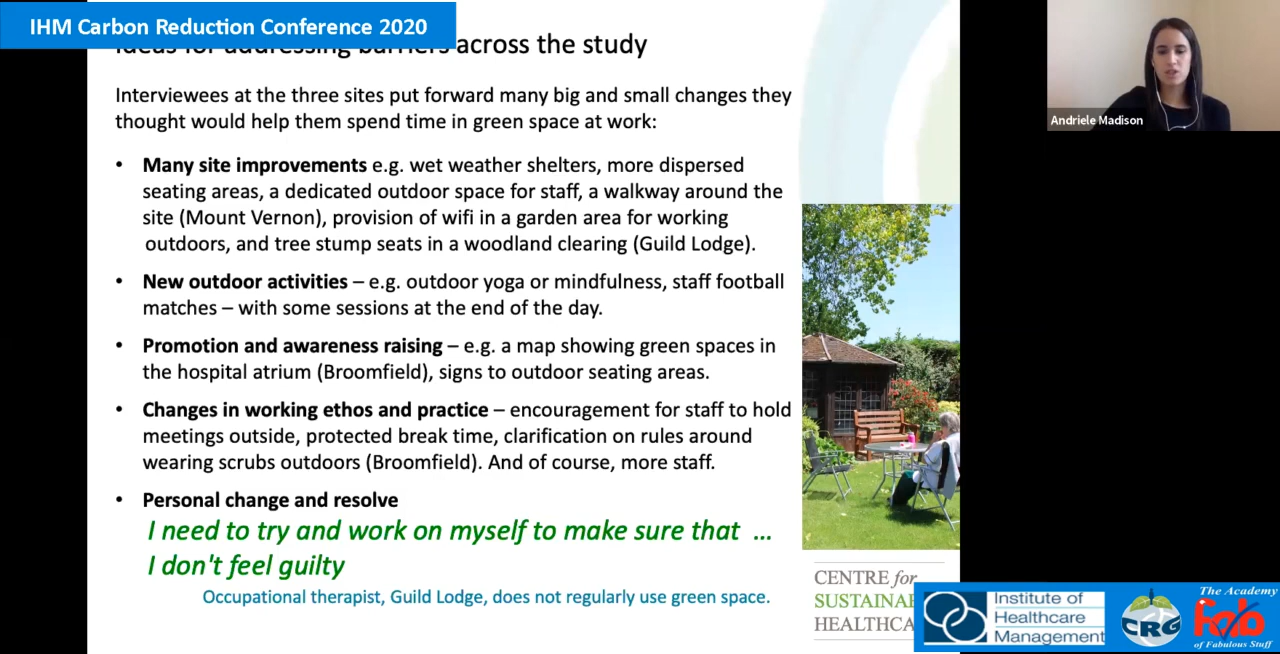 IHM Carbon Reduction Conference 2020
Ideas for addressing barriers across the study
Interviewees at the three sites put forward many big and small changes they
thought would help them spend time in green space at work:
• Many site improvements e.g. wet weather shelters, more dispersed
seating areas, a dedicated outdoor space for staff, a walkway around the
site (Mount Vernon), provision of wifi in a garden area for working
outdoors, and tree stump seats in a woodland clearing (Guild Lodge).
• New outdoor activities – e.g. outdoor yoga or mindfulness, staff football
matches – with some sessions at the end of the day.
• Promotion and awareness raising – e.g. a map showing green spaces in
the hospital atrium (Broomfield), signs to outdoor seating areas.
• Changes in working ethos and practice – encouragement for staff to hold
meetings outside, protected break time, clarification on rules around
wearing scrubs outdoors (Broomfield). And of course, more staff.
• Personal change and resolve
I need to try and work on myself to make sure that ...
I don't feel guilty
Occupational therapist, Guild Lodge, does not regularly use green space.
Andriele Madison
CENTRE for
SUSTAINA
HEALTHCA
Institute of
Healthcare
Management
CRG
The Academy
Fab
of Fabulous Stuff